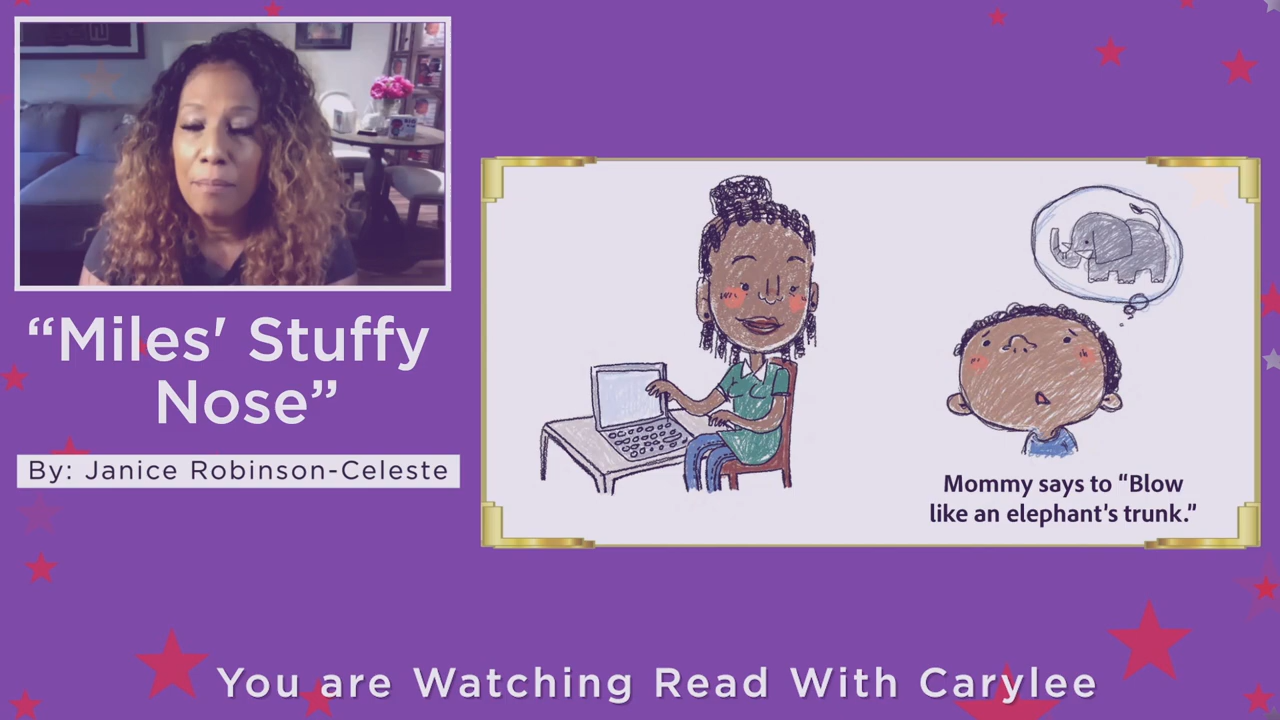 “Miles' Stuffy
Nose”
By: Janice Robinson-Celeste
Mommy says to “Blow
like an elephant's trunk.”
You are Watching Read With Carylee